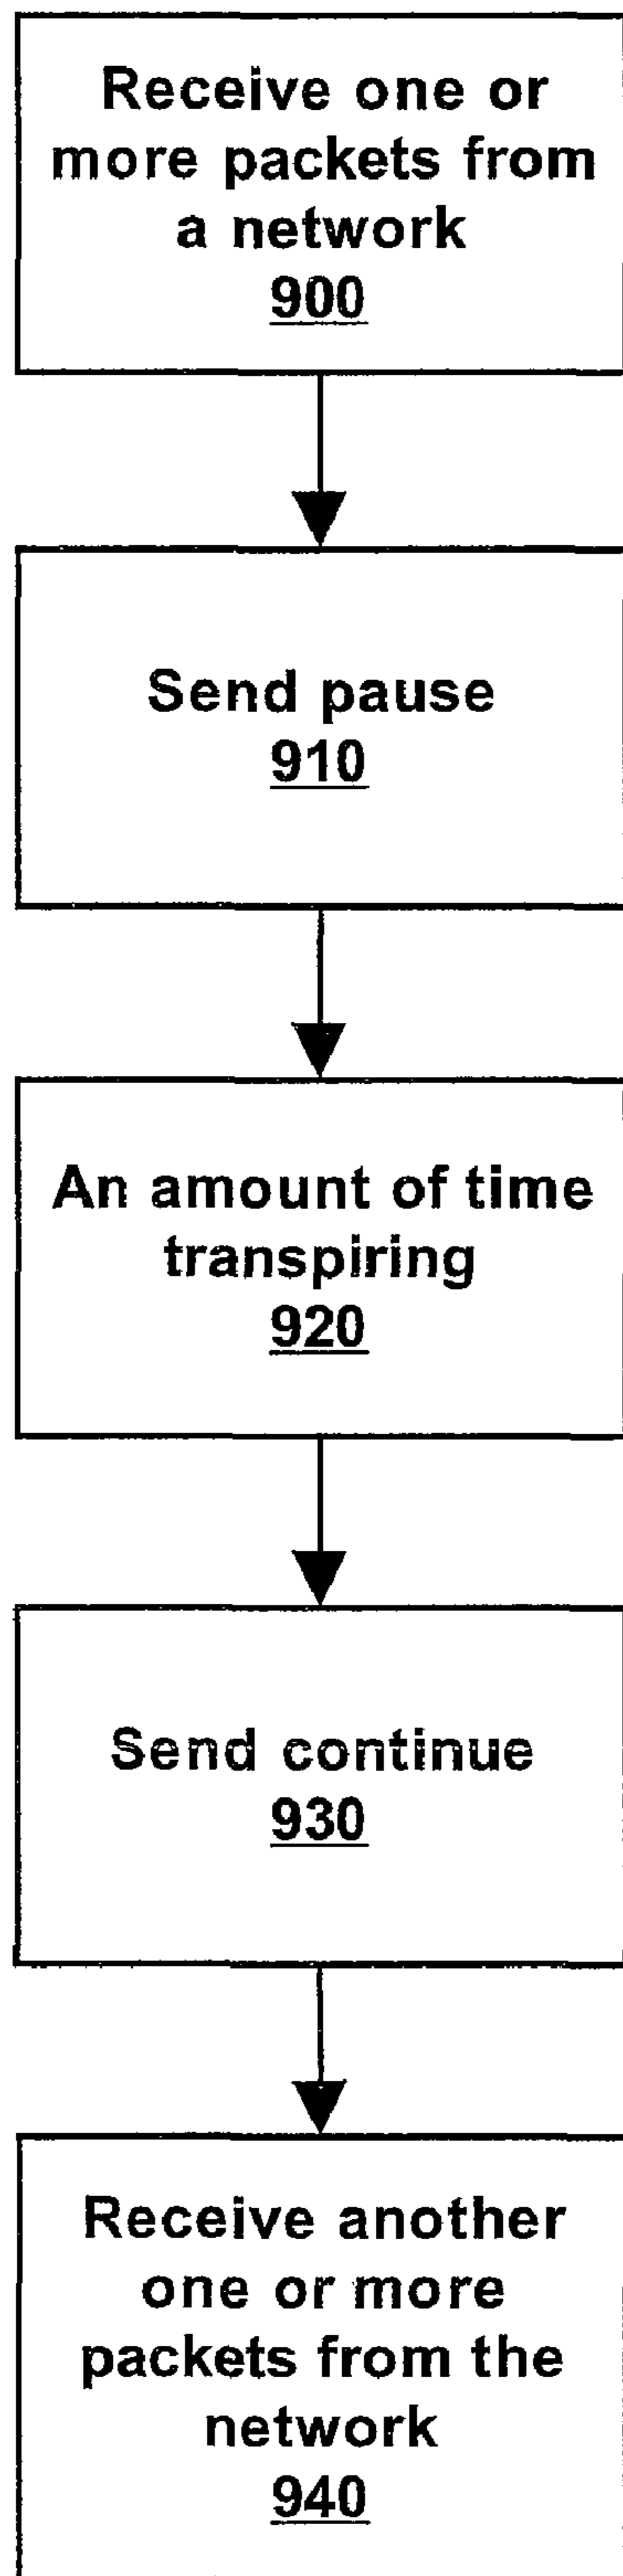 Receive one or
more packets from
a network
900
Send pause
910
An amount of time
transpiring
920
Send continue
930
Receive another
one or more
packets from the
network
940